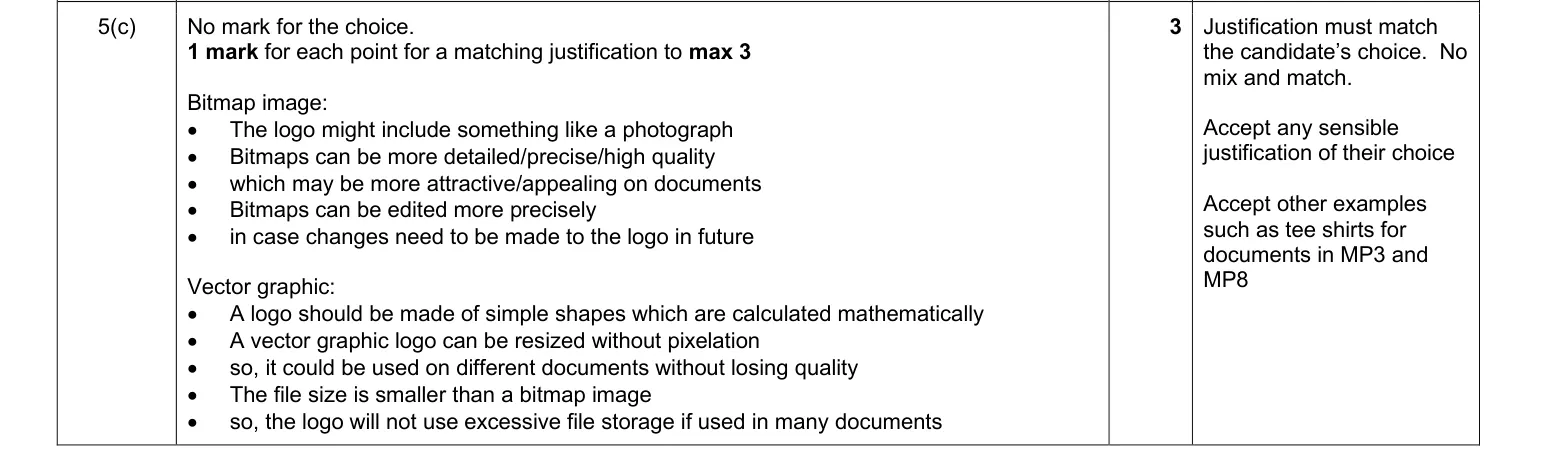 5(c)
No mark for the choice.
1 mark for each point for a matching justification to max 3
Bitmap image:
• The logo might include something like a photograph
• Bitmaps can be more detailed/precise/high quality
• which may be more attractive/appealing on documents
• Bitmaps can be edited more precisely
• in case changes need to be made to the logo in future
Vector graphic:
• A logo should be made of simple shapes which are calculated mathematically
• A vector graphic logo can be resized without pixelation
• so, it could be used on different documents without losing quality
• The file size is smaller than a bitmap image
• so, the logo will not use excessive file storage if used in many documents
3
Justification must match
the candidate's choice.  No
mix and match.
Accept any sensible
justification of their choice
Accept other examples
such as tee shirts for
documents in MP3 and
MP8